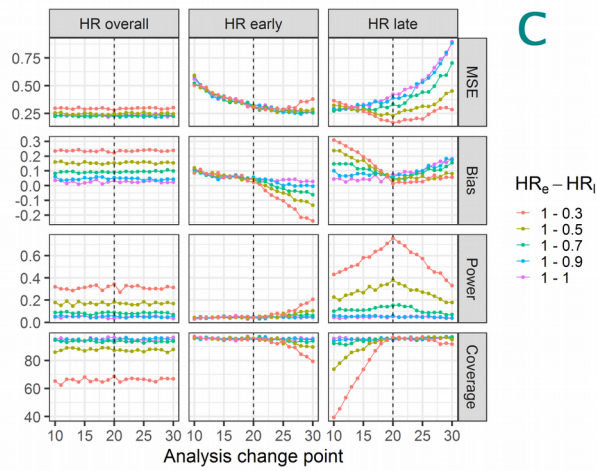 C
HR overall HR early HR late
0.75
0.50
0.25
MSE
0.3
0.2
0.1
0.0
-0.1
-0.2
Bias
0.6
0.4
0.2
0.0
Power
80
60
40
Coverage
10 15 20 25 30 10 15 20 25 30 10 15 20 25 30
Analysis change point
HRe – HRl
1 - 0.3
1 - 0.5
1 - 0.7
1 - 0.9
1 - 1